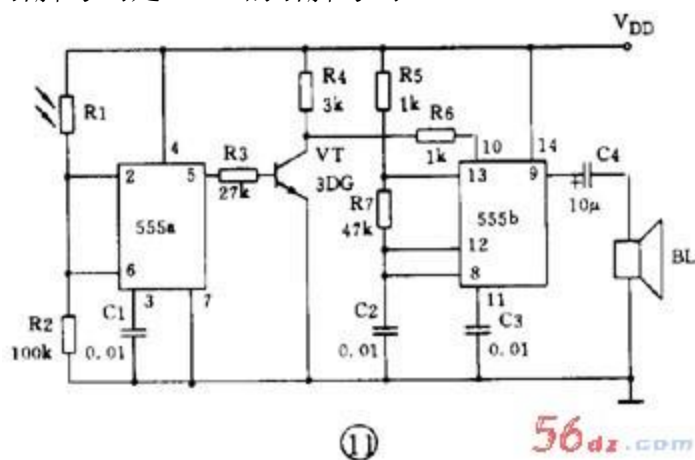 V_DD
R4
3k
R5
1k
R6
1k
R1
4
R3
27k
VT
3DG
10
14
C4
2
5
13
9
10μ
555a
R7
47k
555b
BL
6
12
8
3
7
11
R2
100k
C1
0.01
C2
0.01
C3
0.01
⑪
56dz.com